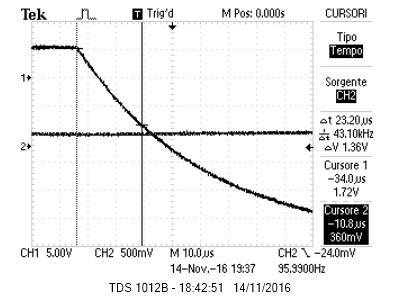 Tek T Trig'd M Pos: 0.000s CURSORI
Tipo
Tempo
Sorgente
CH2
Δt 23.20µs
1/Δt 43.10kHz
ΔV 1.36V
Cursore 1
-34.0µs
1.72V
Cursore 2
-10.8µs
360mV
1
2
CH1 5.00V CH2 500mV M 10.0µs CH2 \ -24.0mV
14-Nov.-16 19:37 95.3900Hz
TDS 1012B - 18:42:51 14/11/2016